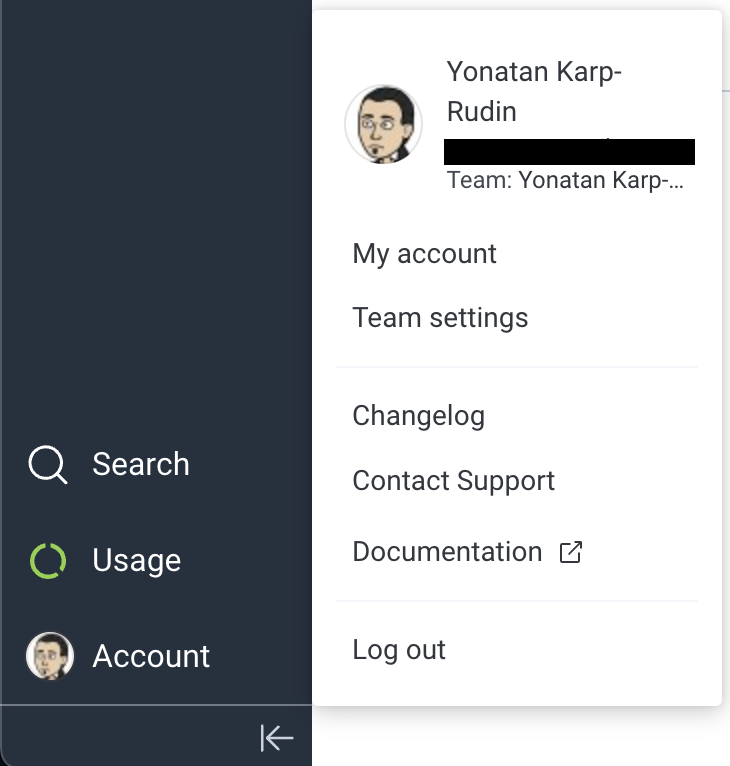 Yonatan Karp-
Rudin
Team: Yonatan Karp-...
My account
Team settings
Changelog
Contact Support
Documentation
Log out
Search
Usage
Account